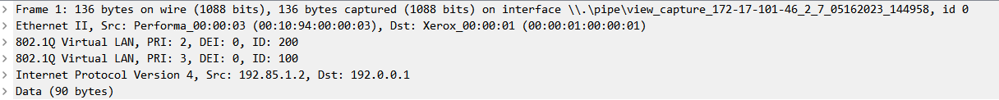 Frame 1: 136 bytes on wire (1088 bits), 136 bytes captured (1088 bits) on interface \\.\pipe\view_capture_172-17-101-46_2_7_05162023_144958, id 0
Ethernet II, Src: Performa_00:00:03 (00:10:94:00:00:03), Dst: Xerox_00:00:01 (00:00:01:00:00:01)
802.1Q Virtual LAN, PRI: 2, DEI: 0, ID: 200
802.1Q Virtual LAN, PRI: 3, DEI: 0, ID: 100
Internet Protocol Version 4, Src: 192.85.1.2, Dst: 192.0.0.1
Data (90 bytes)